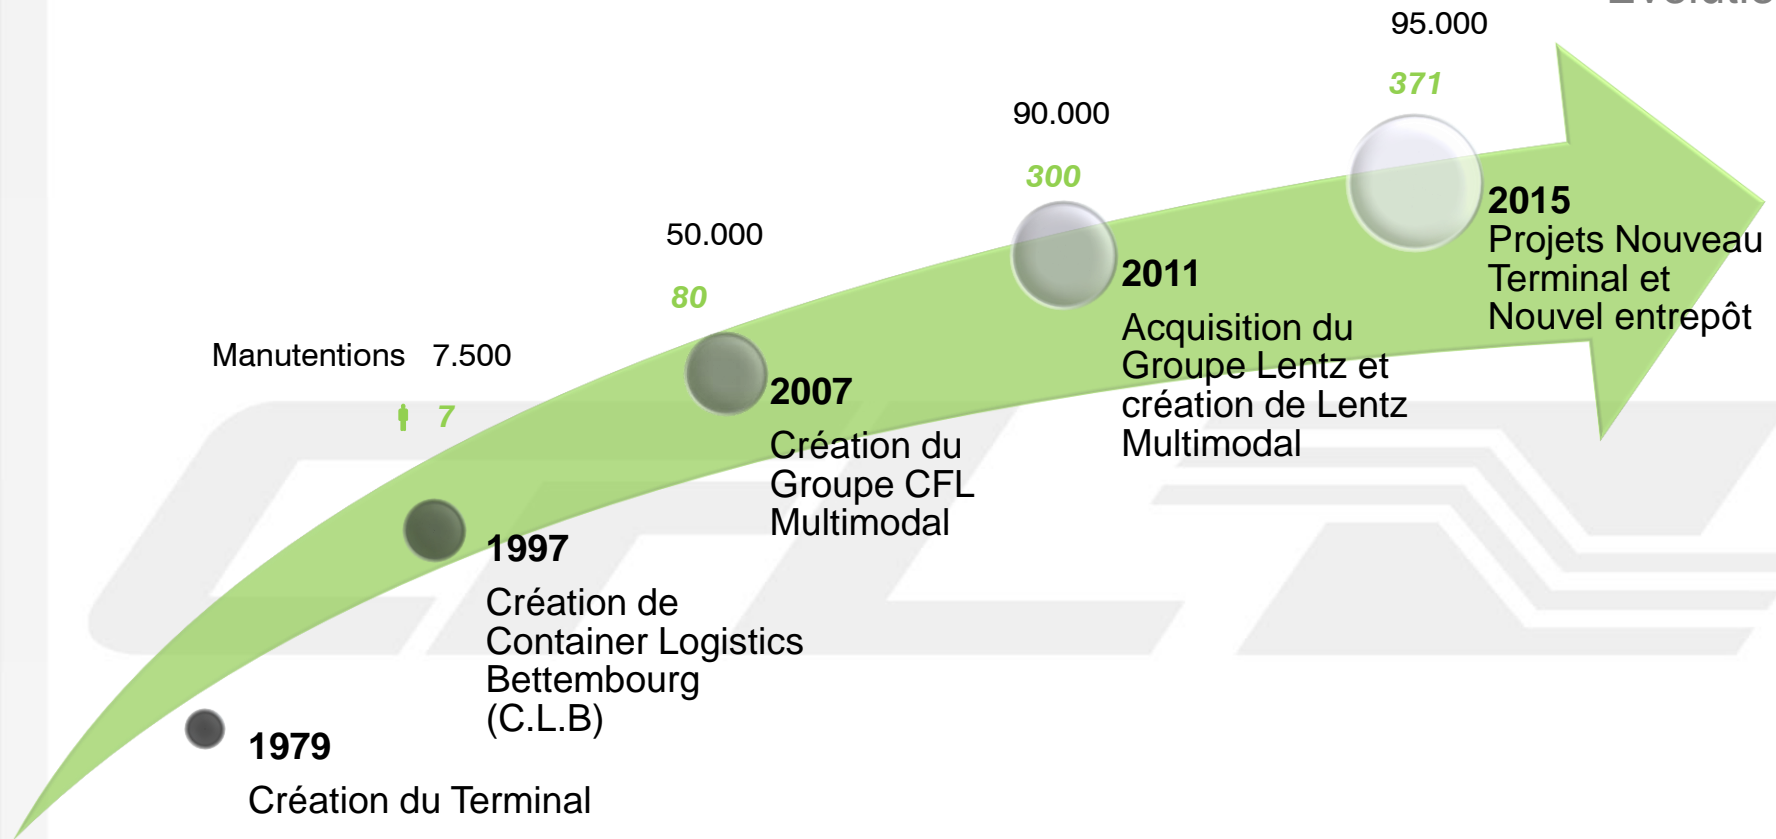 95.000
371
90.000
300
50.000
80
Manutentions 7.500
7
2015
Projets Nouveau
Terminal et
Nouvel entrepôt
2011
Acquisition du
Groupe Lentz et
création de Lentz
Multimodal
2007
Création du
Groupe CFL
Multimodal
1997
Création de
Container Logistics
Bettembourg
(C.L.B)
1979
Création du Terminal
CFL